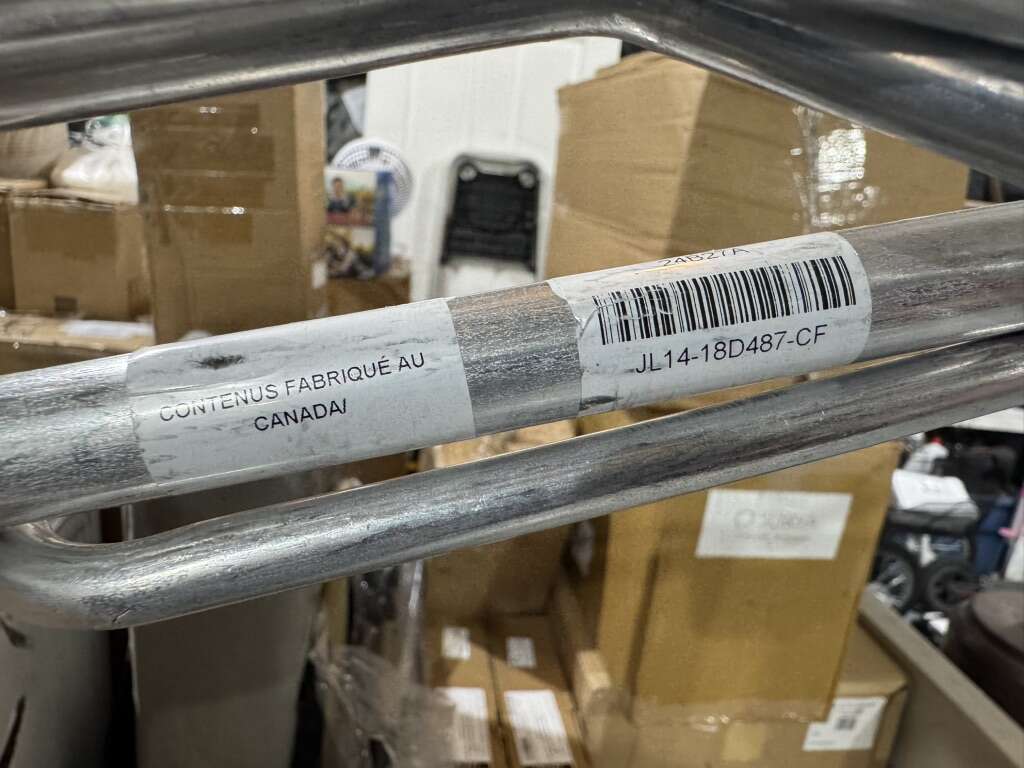 CONTENUS FABRIQUÉ AU
CANADA/
24B27A
JL14-18D487-CF